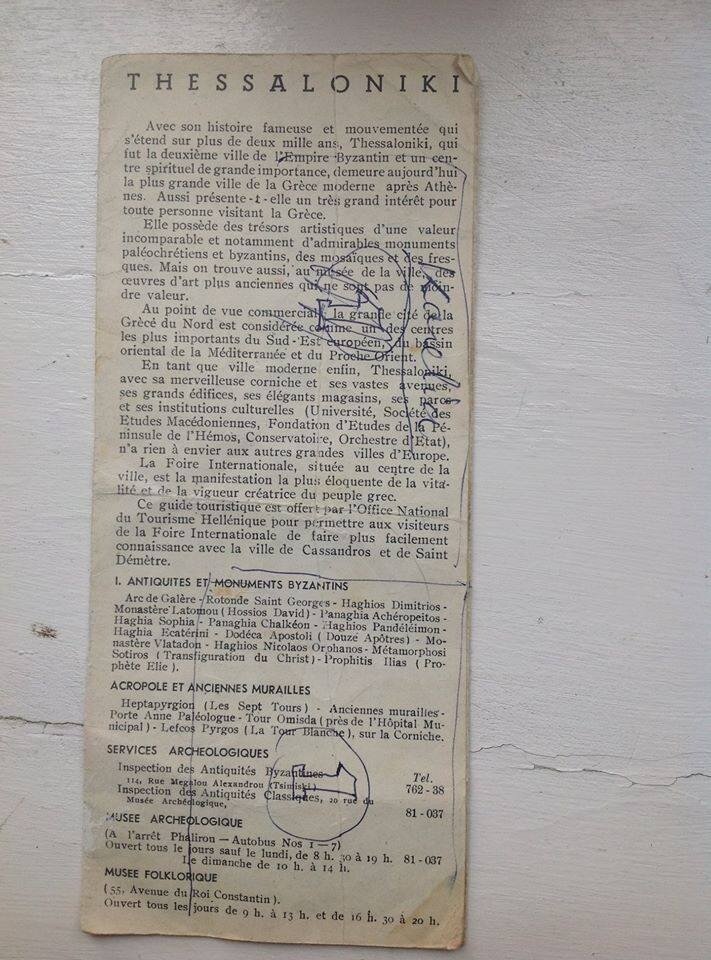 THESSALONIKI
Avec son histoire fameuse et mouvementée qui
s'étend sur plus de deux mille ans, Thessaloniki, qui
fut la deuxième ville de l'Empire Byzantin et un cen-
tre spirituel de grande importance, demeure aujourd'hui
la plus grande ville de la Grèce moderne après Athè-
nes. Aussi présente-t-elle un très grand intérêt pour
toute personne visitant la Grèce.
Elle possède des trésors artistiques d'une valeur
incomparable et notamment d'admirables monuments
paléochrétiens et byzantins, des mosaïques et des fres-
ques. Mais on trouve aussi, au musée de la ville, des
œuvres d'art plus anciennes qui ne sont pas de moin-
dre valeur.
Au point de vue commercial, la grande cité de la
Grècé du Nord est considérée comme un des centres
les plus importants du Sud-Est européen, du bassin
oriental de la Méditerranée et du Proche Orient.
En tant que ville moderne enfin, Thessaloniki,
avec sa merveilleuse corniche et ses vastes avenues,
ses grands édifices, ses élégants magasins, ses parcs
et ses institutions culturelles (Université, Société des
Etudes Macédoniennes, Fondation d'Etudes de la Pé-
ninsule de l'Hémos, Conservatoire, Orchestre d'Etat),
n'a rien à envier aux autres grandes villes d'Europe.
La Foire Internationale, située au centre de la
ville, est la manifestation la plus éloquente de la vita-
lité et de la vigueur créatrice du peuple grec.
Ce guide touristique est offert par l'Office National
du Tourisme Hellénique pour permettre aux visiteurs
de la Foire Internationale de faire plus facilement
connaissance avec la ville de Cassandros et de Saint
Démètre.
I. ANTIQUITES ET MONUMENTS BYZANTINS
Arc de Galère - Rotonde Saint Georges - Haghios Dimitrios -
Monastère Latomou (Hossios David) - Panaghia Achéropeitos -
Haghia Sophia - Panaghia Chalkéon - Haghios Pandéléimon -
Haghia Ecatérini - Dodéca Apostoli (Douze Apôtres) - Mo-
nastère Vlatadon - Haghios Nicolaos Orphanos - Métamorphosi
Sotiros (Transfiguration du Christ) - Prophitis Ilias (Pro-
phète Elie).
ACROPOLE ET ANCIENNES MURAILLES
Heptapyrgion (Les Sept Tours) - Anciennes murailles -
Porte Anne Paléologue - Tour Omisda (près de l'Hôpital Mu-
nicipal) - Lefcos Pyrgos (La Tour Blanche), sur la Corniche.
SERVICES ARCHEOLOGIQUES
Inspection des Antiquités Byzantines Tel.
114, Rue Megalou Alexandrou (Tsimiski) 762-38
Inspection des Antiquités Classiques, 20 rue du
Musée Archéologique, 81-037
MUSEE ARCHEOLOGIQUE
(A l'arrêt Phaliron — Autobus Nos 1—7)
Ouvert tous le jours sauf le lundi, de 8 h. 30 à 19 h. 81-037
Le dimanche de 10 h. à 14 h.
MUSEE FOLKLORIQUE
(55, Avenue du Roi Constantin).
Ouvert tous les jours de 9 h. à 13 h. et de 16 h. 30 à 20 h.